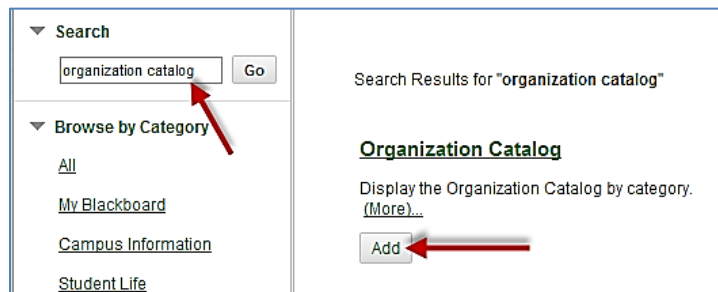 Search
organization catalog
Go
Browse by Category
All
My Blackboard
Campus Information
Student Life
Search Results for "organization catalog"
Organization Catalog
Display the Organization Catalog by category.
(More)...
Add